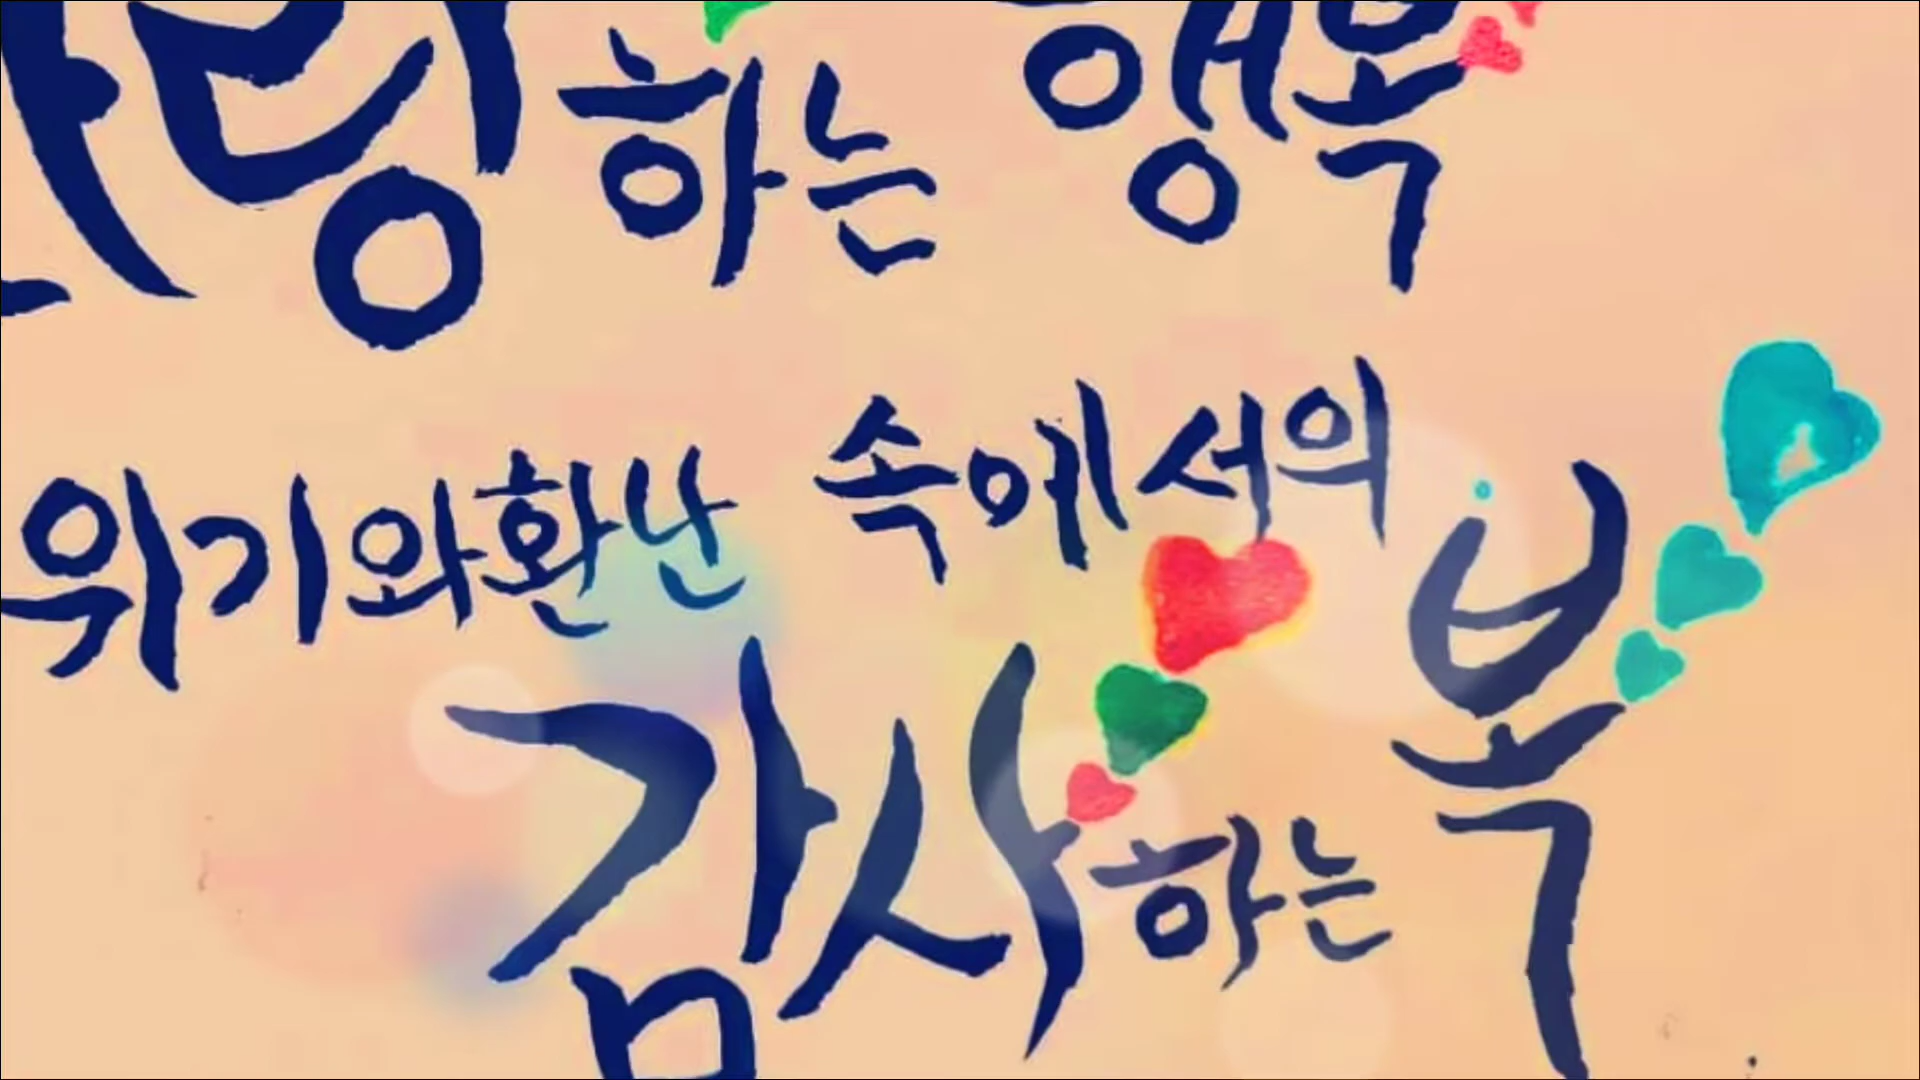 하는 행복
위기와 환난 속에서의
감사하는 복